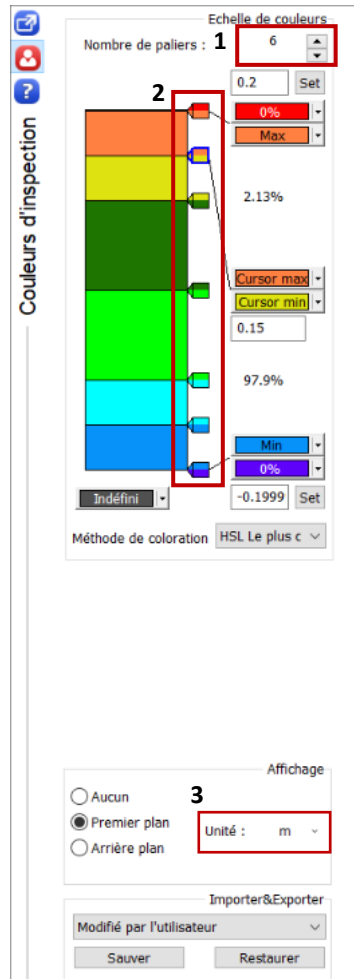 Echelle de couleurs
Nombre de paliers : 1 6
0.2 Set
2
0%
Max
2.13%
Cursor max
Cursor min
0.15
97.9%
Min
0%
Indéfini
-0.1999 Set
Méthode de coloration HSL Le plus c
Couleurs d'inspection
Affichage
Aucun
3
Premier plan
Unité : m
Arrière plan
Importer&Exporter
Modifié par l'utilisateur
Sauver Restaurer
?